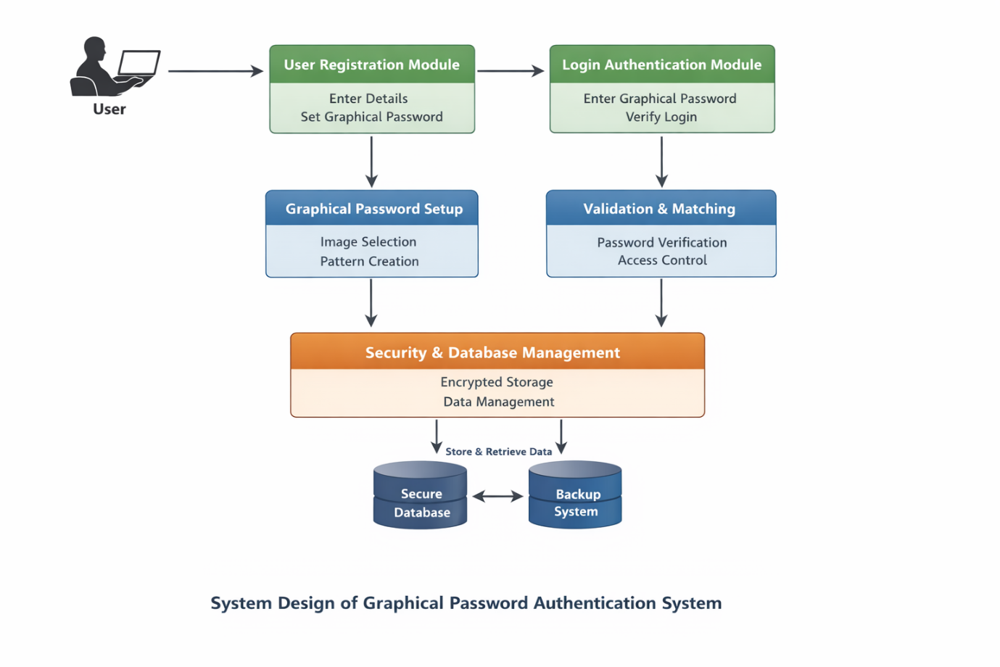 User
User Registration Module
Enter Details
Set Graphical Password
Login Authentication Module
Enter Graphical Password
Verify Login
Graphical Password Setup
Image Selection
Pattern Creation
Validation & Matching
Password Verification
Access Control
Security & Database Management
Encrypted Storage
Data Management
Store & Retrieve Data
Secure
Database
Backup
System
System Design of Graphical Password Authentication System